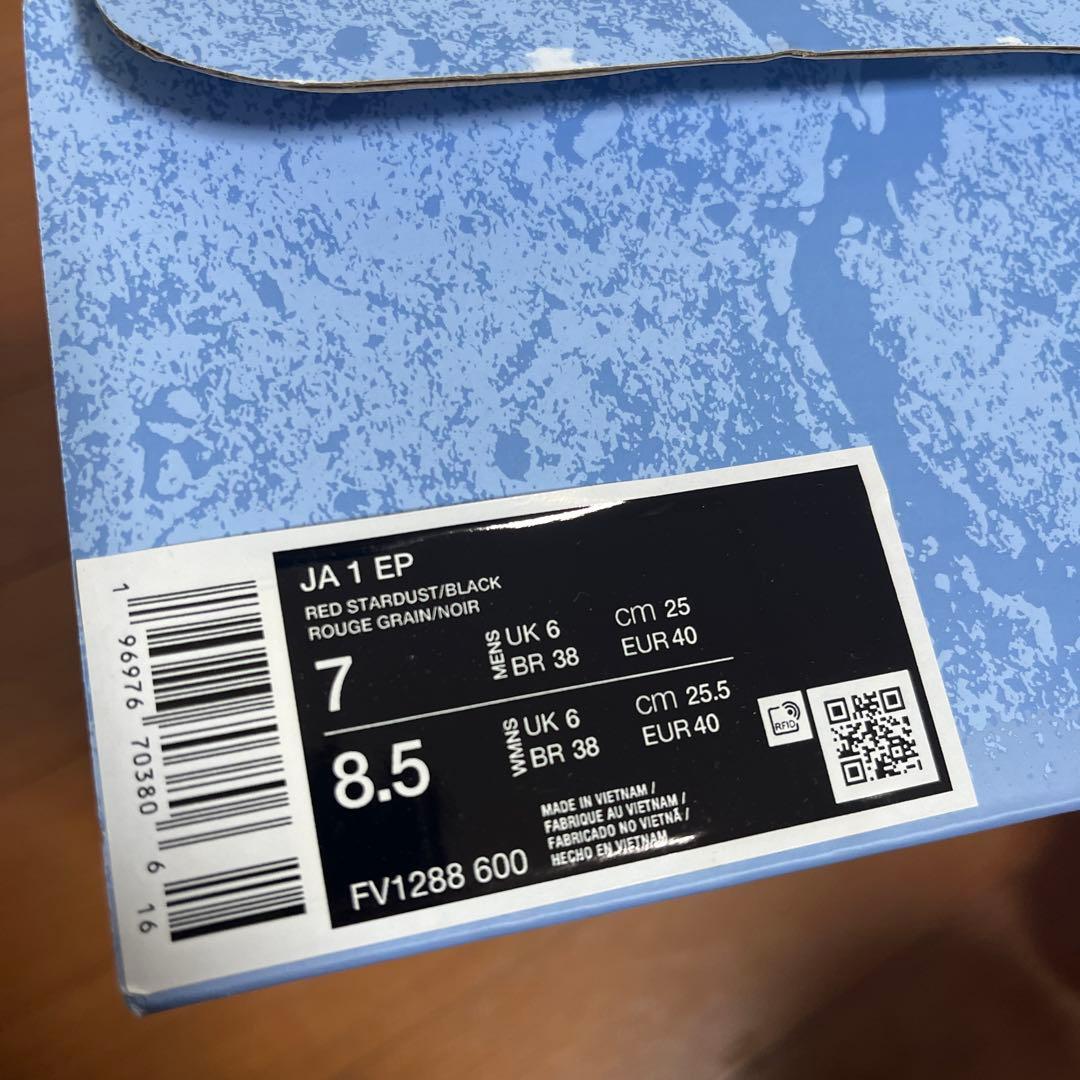 JA 1 EP
RED STARDUST/BLACK
ROUGE GRAIN/NOIR
7
MENS
UK 6
BR 38
cm 25
EUR 40
8.5
WMNS
UK 6
BR 38
cm 25.5
EUR 40
RFID
MADE IN VIETNAM /
FABRIQUE AU VIETNAM /
FABRICADO NO VIETNÃ /
HECHO EN VIETNAM
FV1288 600
1 96976 70380 6 16